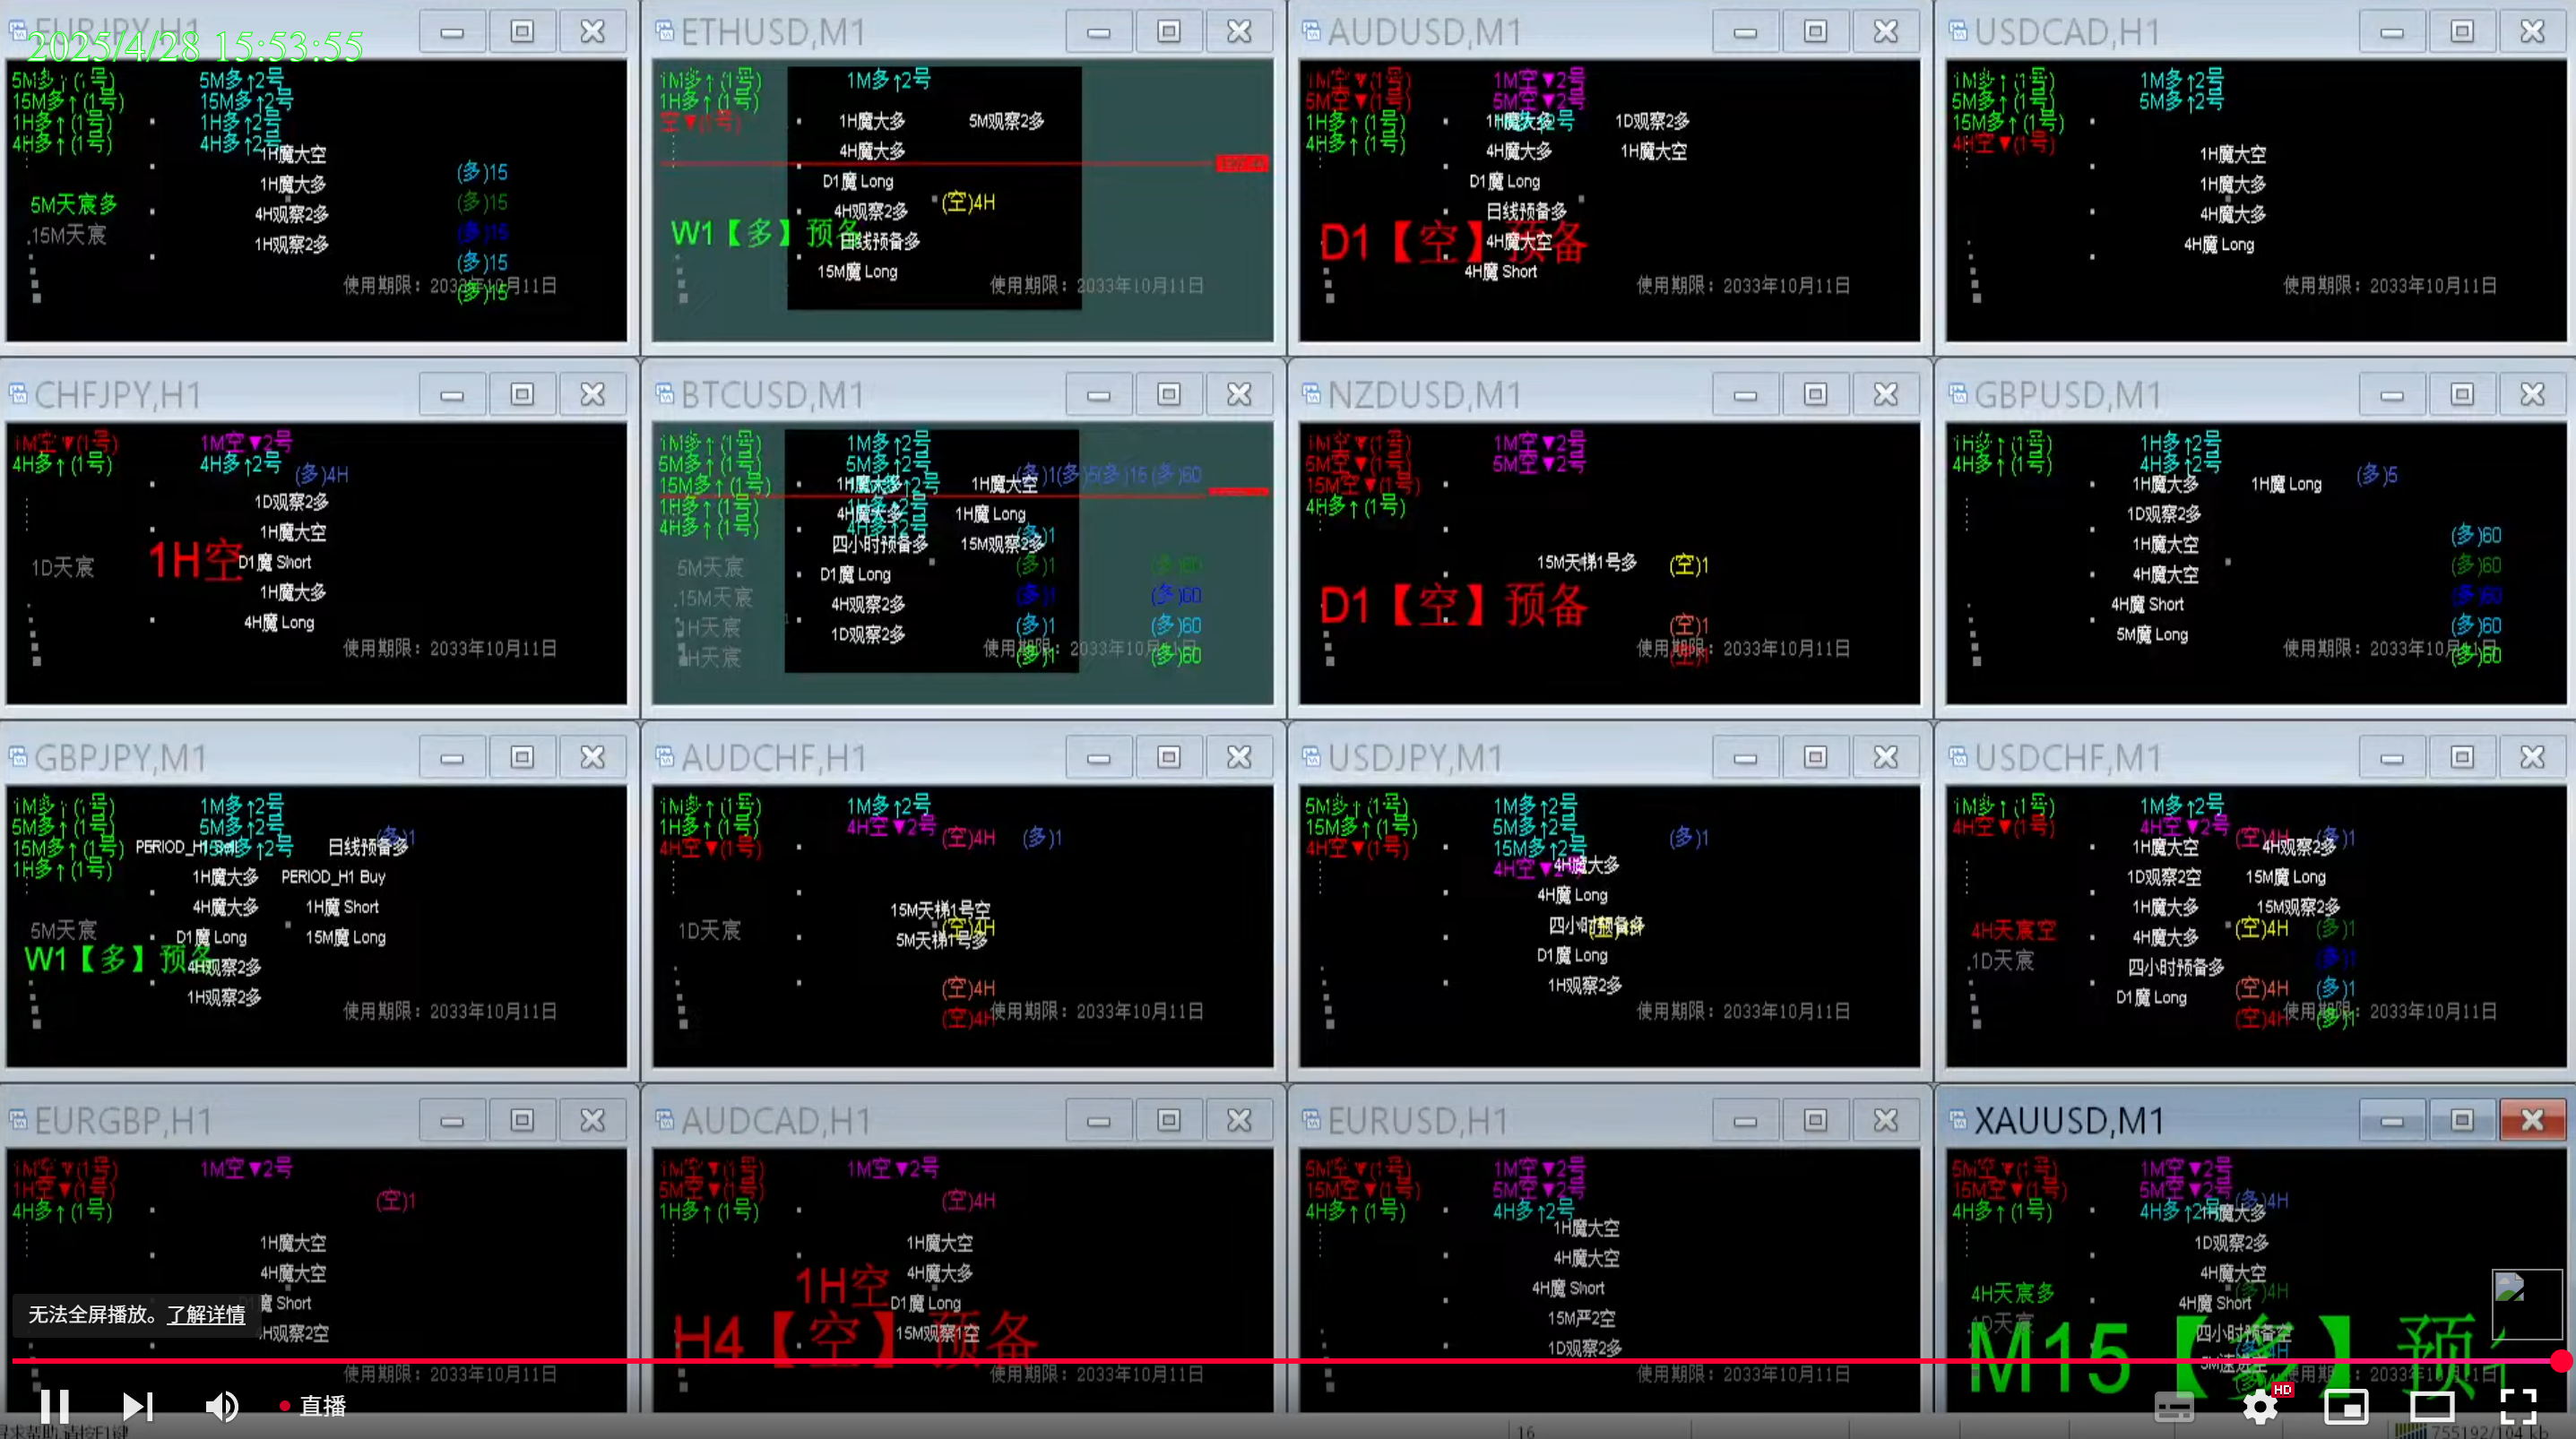 EURJPY,H1
2025/4/28 15:53:55
5M多↑(1号) 5M多↑2号
15M多↑(1号) 15M多↑2号
1H多↑(1号) 1H多↑2号
4H多↑(1号) 4H多↑2号
1H魔大空
(多)15
1H魔大多
5M天宸多 (多)15
4H观察2多
15M天宸 (多)15
1H观察2多
(多)15
使用期限：2033年10月11日
(多)15
ETHUSD,M1
1M多↑(1号) 1M多↑2号
1H多↑(1号)
空▼(1号) 1H魔大多 5M观察2多
4H魔大多
D1魔 Long
4H观察2多 (空)4H
W1【多】预备
日线预备多
15M魔 Long
使用期限：2033年10月11日
AUDUSD,M1
1M空▼(1号) 1M空▼2号
5M空▼(1号) 5M空▼2号
1H多↑(1号) 1H魔大多 1D观察2多
4H多↑(1号) 4H魔大多 1H魔大空
D1魔 Long
日线预备多
D1【空】预备
4H魔大空
4H魔 Short
使用期限：2033年10月11日
USDCAD,H1
1M多↑(1号) 1M多↑2号
5M多↑(1号) 5M多↑2号
15M多↑(1号)
4H空▼(1号)
1H魔大空
1H魔大多
4H魔大多
4H魔 Long
使用期限：2033年10月11日
CHFJPY,H1
1M空▼(1号) 1M空▼2号
4H多↑(1号) 4H多↑2号
(多)4H
1D观察2多
1H魔大空
1D天宸 1H空
D1魔 Short
1H魔大多
4H魔 Long
使用期限：2033年10月11日
BTCUSD,M1
1M多↑(1号) 1M多↑2号
5M多↑(1号) 5M多↑2号
(多)1(多)5(多)15 (多)60
15M多↑(1号) 1H魔大多 1H魔大空
1H多↑(1号)
4H多↑(1号) 4H多↑2号
4H魔大多 1H魔 Long
(多)1
四小时预备多 15M观察2多
5M天宸 (多)1 (多)60
D1魔 Long
15M天宸 (多)1 (多)60
4H观察2多
1H天宸 (多)1 (多)60
1D观察2多
H天宸 (多)1 (多)60
使用期限：2033年10月11日
NZDUSD,M1
1M空▼(1号) 1M空▼2号
5M空▼(1号) 5M空▼2号
15M空▼(1号)
4H多↑(1号)
15M天梯1号多 (空)1
D1【空】预备
(空)1
使用期限：2033年10月11日
GBPUSD,M1
1H多↑(1号) 1H多↑2号
4H多↑(1号) 4H多↑2号
(多)5
1H魔大多 1H魔 Long
1D观察2多
(多)60
1H魔大空
(多)60
4H魔大空
(多)60
4H魔 Short
(多)60
5M魔 Long
使用期限：2033年10月11日
(多)60
GBPJPY,M1
1M多↑(1号) 1M多↑2号
5M多↑(1号) 5M多↑2号
(多)1
15M多↑(1号) 日线预备多
1H多↑(1号) 1H魔大多 PERIOD_H1 Buy
4H魔大多 1H魔 Short
5M天宸
D1魔 Long 15M魔 Long
W1【多】预备
4H观察2多
1H观察2多
使用期限：2033年10月11日
AUDCHF,H1
1M多↑(1号) 1M多↑2号
1H多↑(1号) 4H空▼2号
(空)4H (多)1
4H空▼(1号)
15M天梯1号空
1D天宸 (空)4H
5M天梯1号多
(空)4H
(空)4H
使用期限：2033年10月11日
USDJPY,M1
5M多↑(1号) 1M多↑2号
15M多↑(1号) 5M多↑2号
(多)1
4H空▼(1号) 15M多↑2号
4H魔大多
4H魔 Long
四小时预备多
D1魔 Long
1H观察2多
使用期限：2033年10月11日
USDCHF,M1
1M多↑(1号) 1M多↑2号
4H空▼(1号) 4H空▼2号
(空)4H (多)1
1H魔大空 4H观察2多
1D观察2空 15M魔 Long
1H魔大多 15M观察2多
4H天宸空 4H魔大多 (空)4H (多)1
1D天宸 (多)1
四小时预备多
(空)4H (多)1
D1魔 Long
(空)4H (多)1
使用期限：2033年10月11日
EURGBP,H1
1M空▼(1号) 1M空▼2号
1H空▼(1号)
(空)1
4H多↑(1号)
1H魔大空
4H魔大空
魔 Short
无法全屏播放。了解详情
4H观察2空
使用期限：2033年10月11日
AUDCAD,H1
1M空▼(1号) 1M空▼2号
5M空▼(1号)
(空)4H
1H多↑(1号)
1H魔大空
4H魔大多
1H空
D1魔 Long
15M观察1空
H4【空】预备
使用期限：2033年10月11日
EURUSD,H1
5M空▼(1号) 1M空▼2号
15M空▼(1号) 5M空▼2号
4H多↑(1号) 4H多↑2号
1H魔大空
4H魔大空
4H魔 Short
15M严2空
1D观察2多
使用期限：2033年10月11日
XAUUSD,M1
5M空▼(1号) 1M空▼2号
15M空▼(1号) 5M空▼2号
(多)4H
4H多↑(1号) 4H多↑2号
1H魔大多
1D观察2多
4H魔大空
4H天宸多 (多)4H
4H魔 Short
1D天宸
四小时预备空
M15【多】预
使用期限：2033年10月11日
直播
HD
16
755192/104 kb